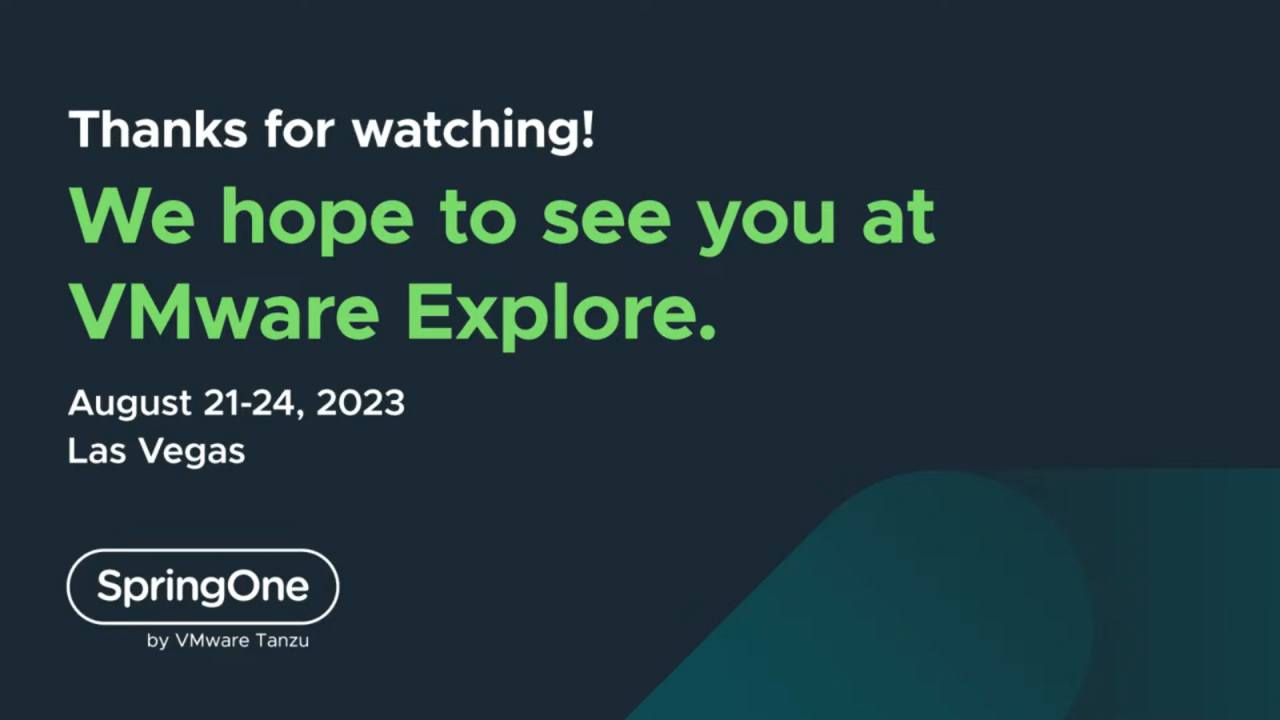 Thanks for watching!
We hope to see you at
VMware Explore.
August 21-24, 2023
Las Vegas
SpringOne
by VMware Tanzu